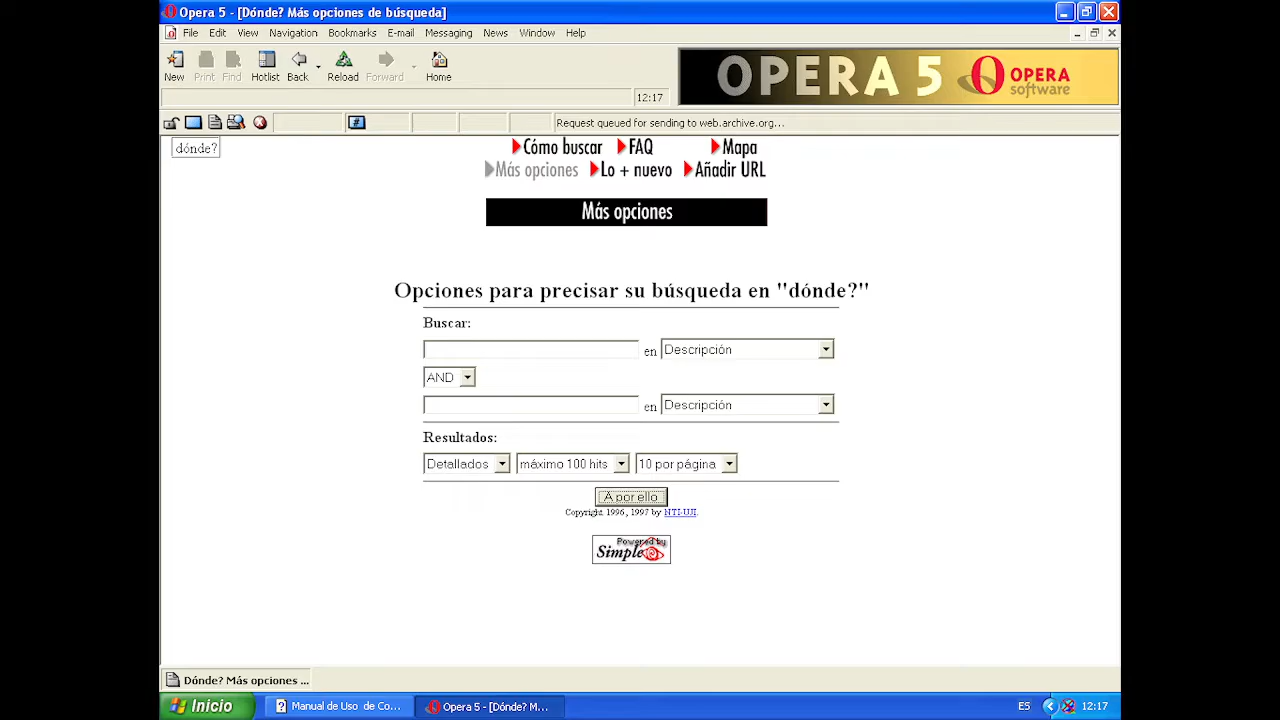 Opera 5 - [Dónde? Más opciones de búsqueda]
File Edit View Navigation Bookmarks E-mail Messaging News Window Help
New Print Find Hotlist Back Reload Forward Home
OPERA 5 OPERA software
12:17
Request queued for sending to web.archive.org...
dónde?
Cómo buscar FAQ Mapa
Más opciones Lo + nuevo Añadir URL
Más opciones
Opciones para precisar su búsqueda en "dónde?"
Buscar:
en Descripción
AND
en Descripción
Resultados:
Detallados máximo 100 hits 10 por página
A por ello
Copyright 1996, 1997 by NTI-UJI.
Powered by
Simple
Dónde? Más opciones ...
Inicio Manual de Uso de Co... Opera 5 - [Dónde? M... ES 12:17